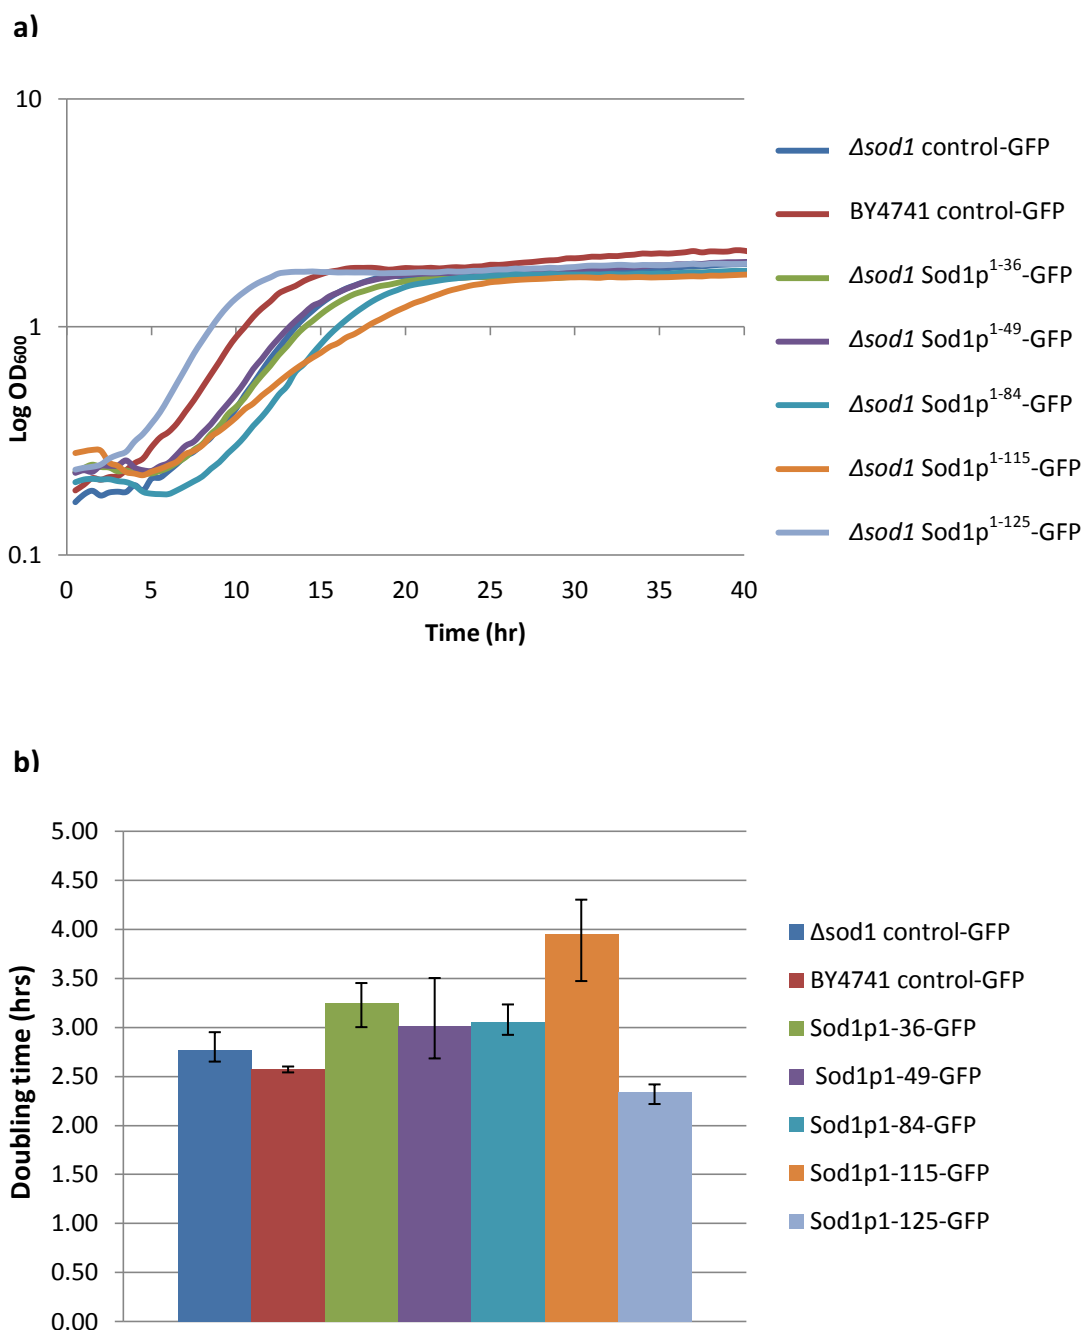 a)
10
1
0.1
Log OD600
0
5
10
15
20
25
30
35
40
Time (hr)
Δsod1 control-GFP
BY4741 control-GFP
Δsod1 Sod1p1-36-GFP
Δsod1 Sod1p1-49-GFP
Δsod1 Sod1p1-84-GFP
Δsod1 Sod1p1-115-GFP
Δsod1 Sod1p1-125-GFP
b)
5.00
4.50
4.00
3.50
3.00
2.50
2.00
1.50
1.00
0.50
0.00
Doubling time (hrs)
Δsod1 control-GFP
BY4741 control-GFP
Sod1p1-36-GFP
Sod1p1-49-GFP
Sod1p1-84-GFP
Sod1p1-115-GFP
Sod1p1-125-GFP